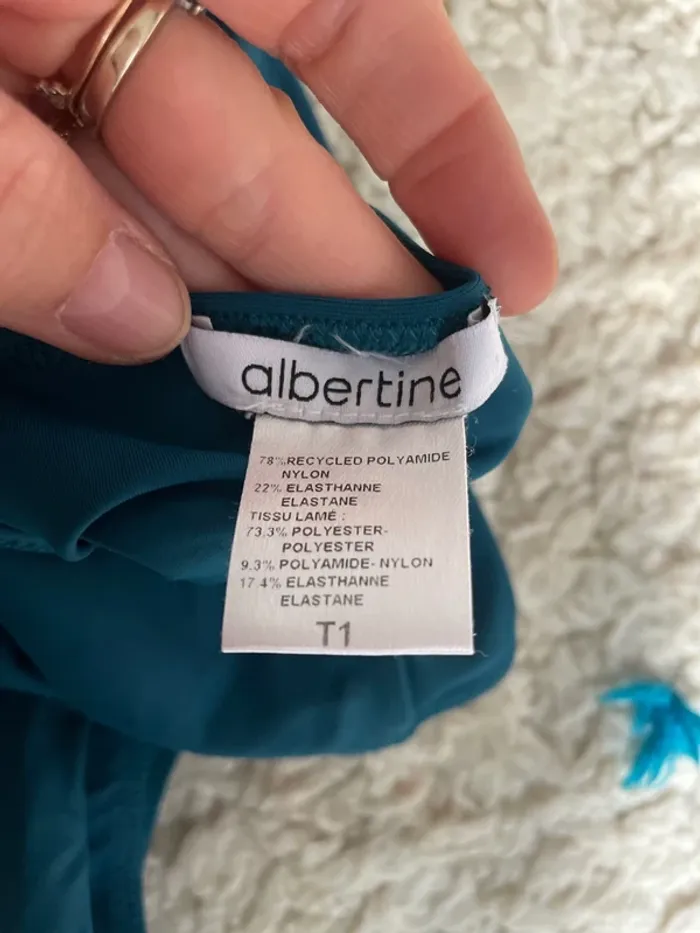 albertine
78%RECYCLED POLYAMIDE
NYLON
22% ELASTHANNE
ELASTANE
TISSU LAMÉ :
73.3% POLYESTER-
POLYESTER
9.3% POLYAMIDE- NYLON
17.4% ELASTHANNE
ELASTANE
T1